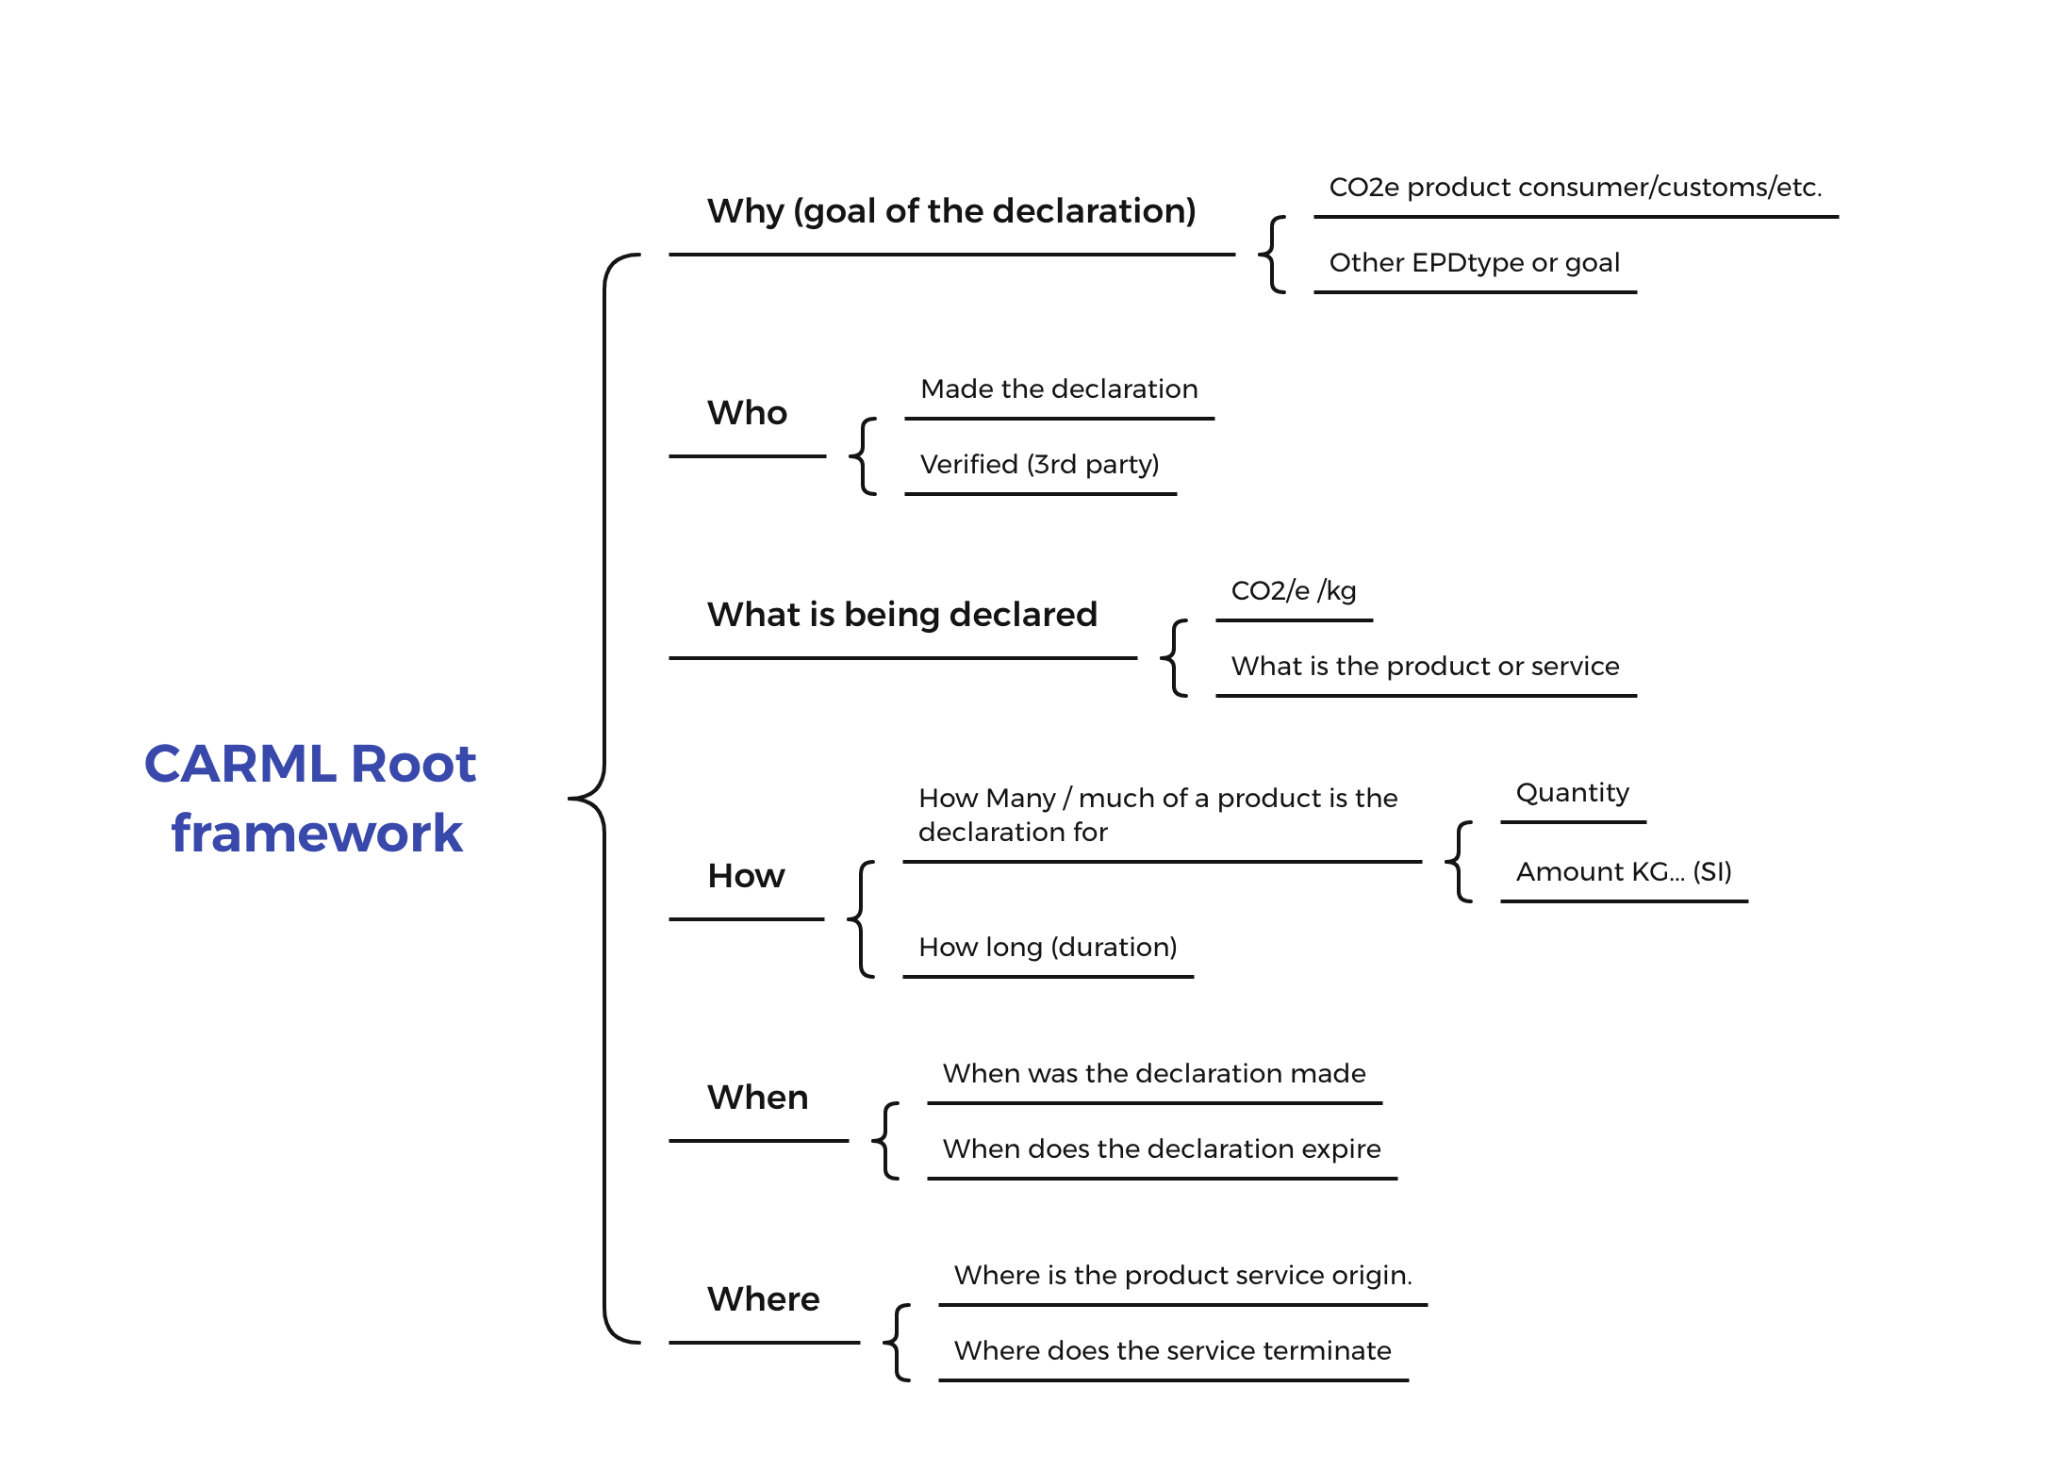 CARML Root
framework
Why (goal of the declaration)
CO2e product consumer/customs/etc.
Other EPDtype or goal
Who
Made the declaration
Verified (3rd party)
What is being declared
CO2/e /kg
What is the product or service
How
How Many / much of a product is the
declaration for
Quantity
Amount KG... (SI)
How long (duration)
When
When was the declaration made
When does the declaration expire
Where
Where is the product service origin.
Where does the service terminate